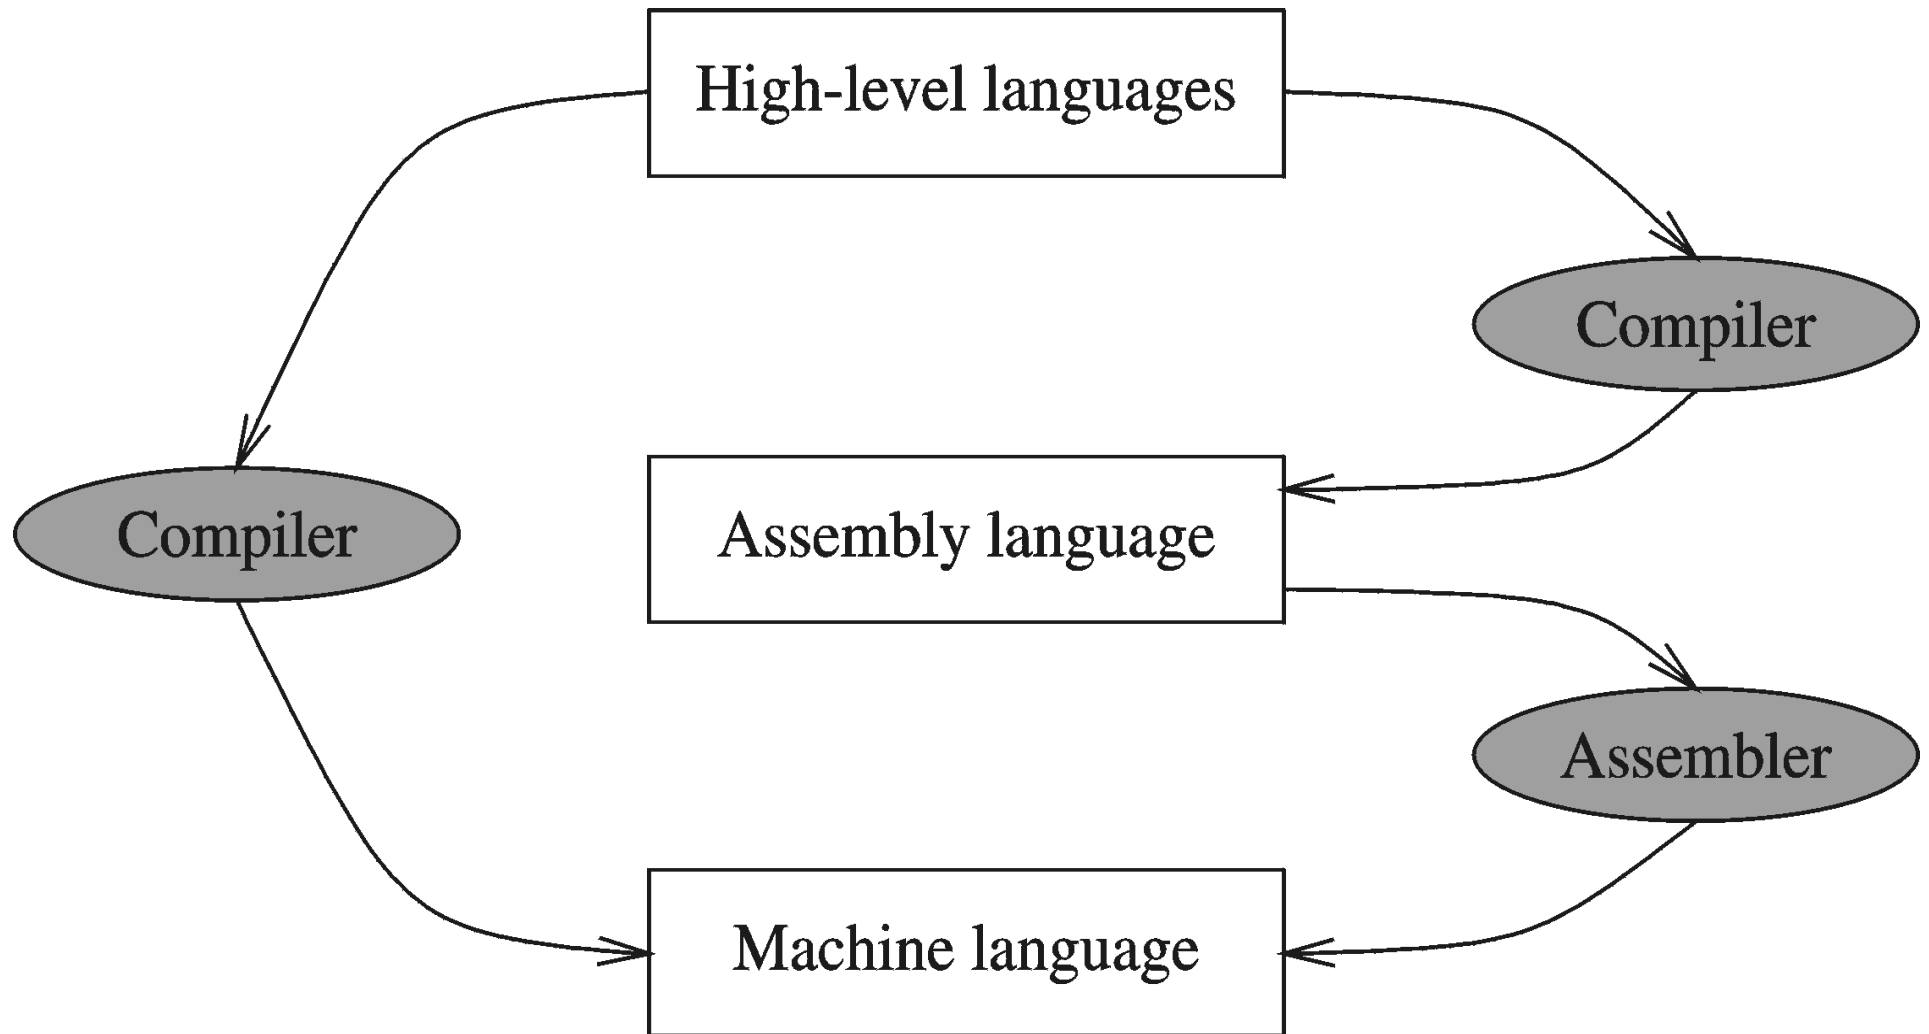 High-level languages
Compiler
Compiler
Assembly language
Assembler
Machine language